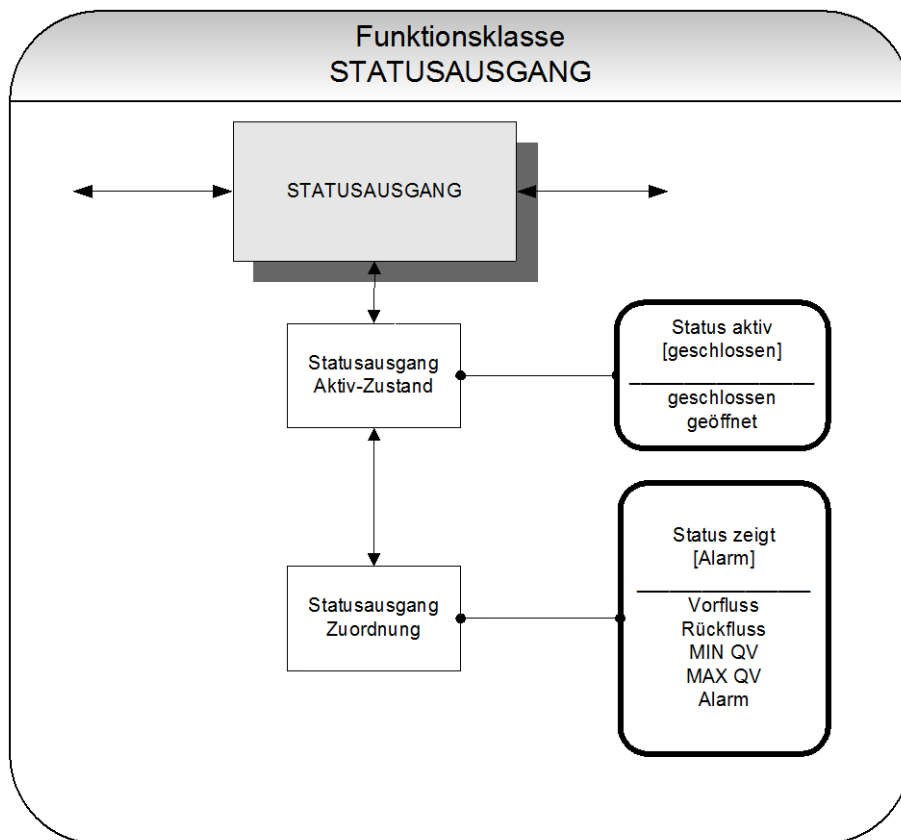 Funktionsklasse
STATUSAUSGANG
STATUSAUSGANG
Statusausgang
Aktiv-Zustand
Status aktiv
[geschlossen]
geschlossen
geöffnet
Statusausgang
Zuordnung
Status zeigt
[Alarm]
Vorfluss
Rückfluss
MIN QV
MAX QV
Alarm